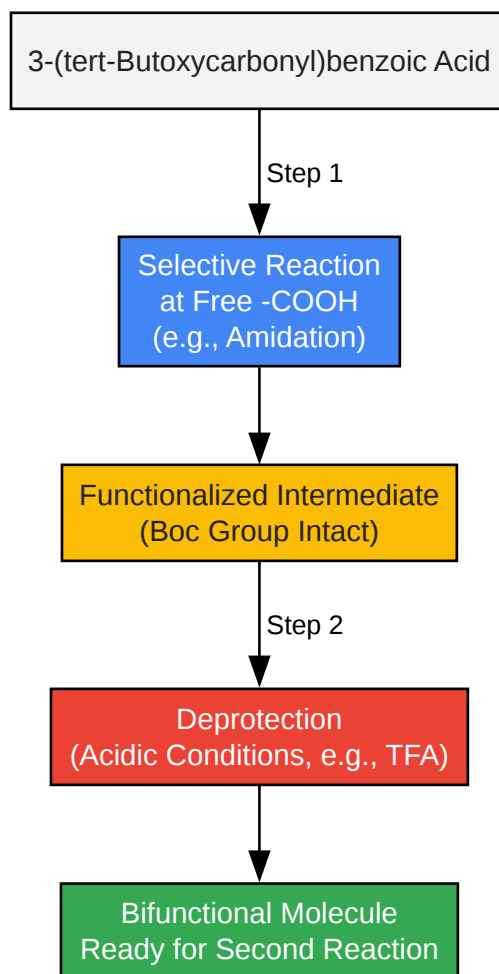 3-(tert-Butoxycarbonyl)benzoic Acid
Step 1
Selective Reaction
at Free -COOH
(e.g., Amidation)
Functionalized Intermediate
(Boc Group Intact)
Step 2
Deprotection
(Acidic Conditions, e.g., TFA)
Bifunctional Molecule
Ready for Second Reaction